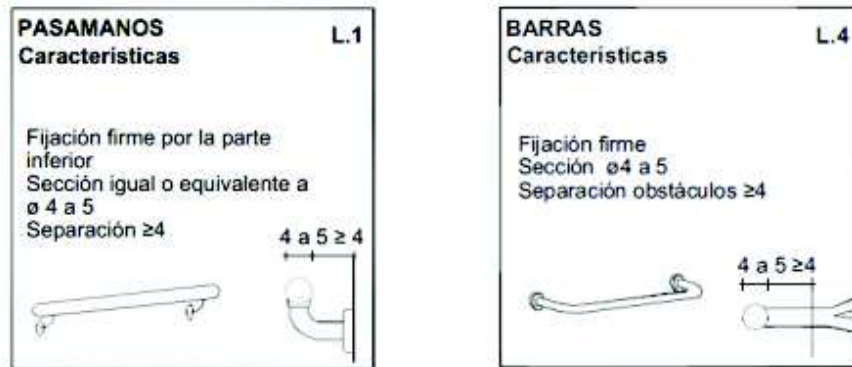 PASAMANOS L.1
Características
Fijación firme por la parte
inferior
Sección igual o equivalente a
ø 4 a 5
Separación ≥4
4 a 5 ≥ 4
BARRAS L.4
Características
Fijación firme
Sección ø4 a 5
Separación obstáculos ≥4
4 a 5 ≥4